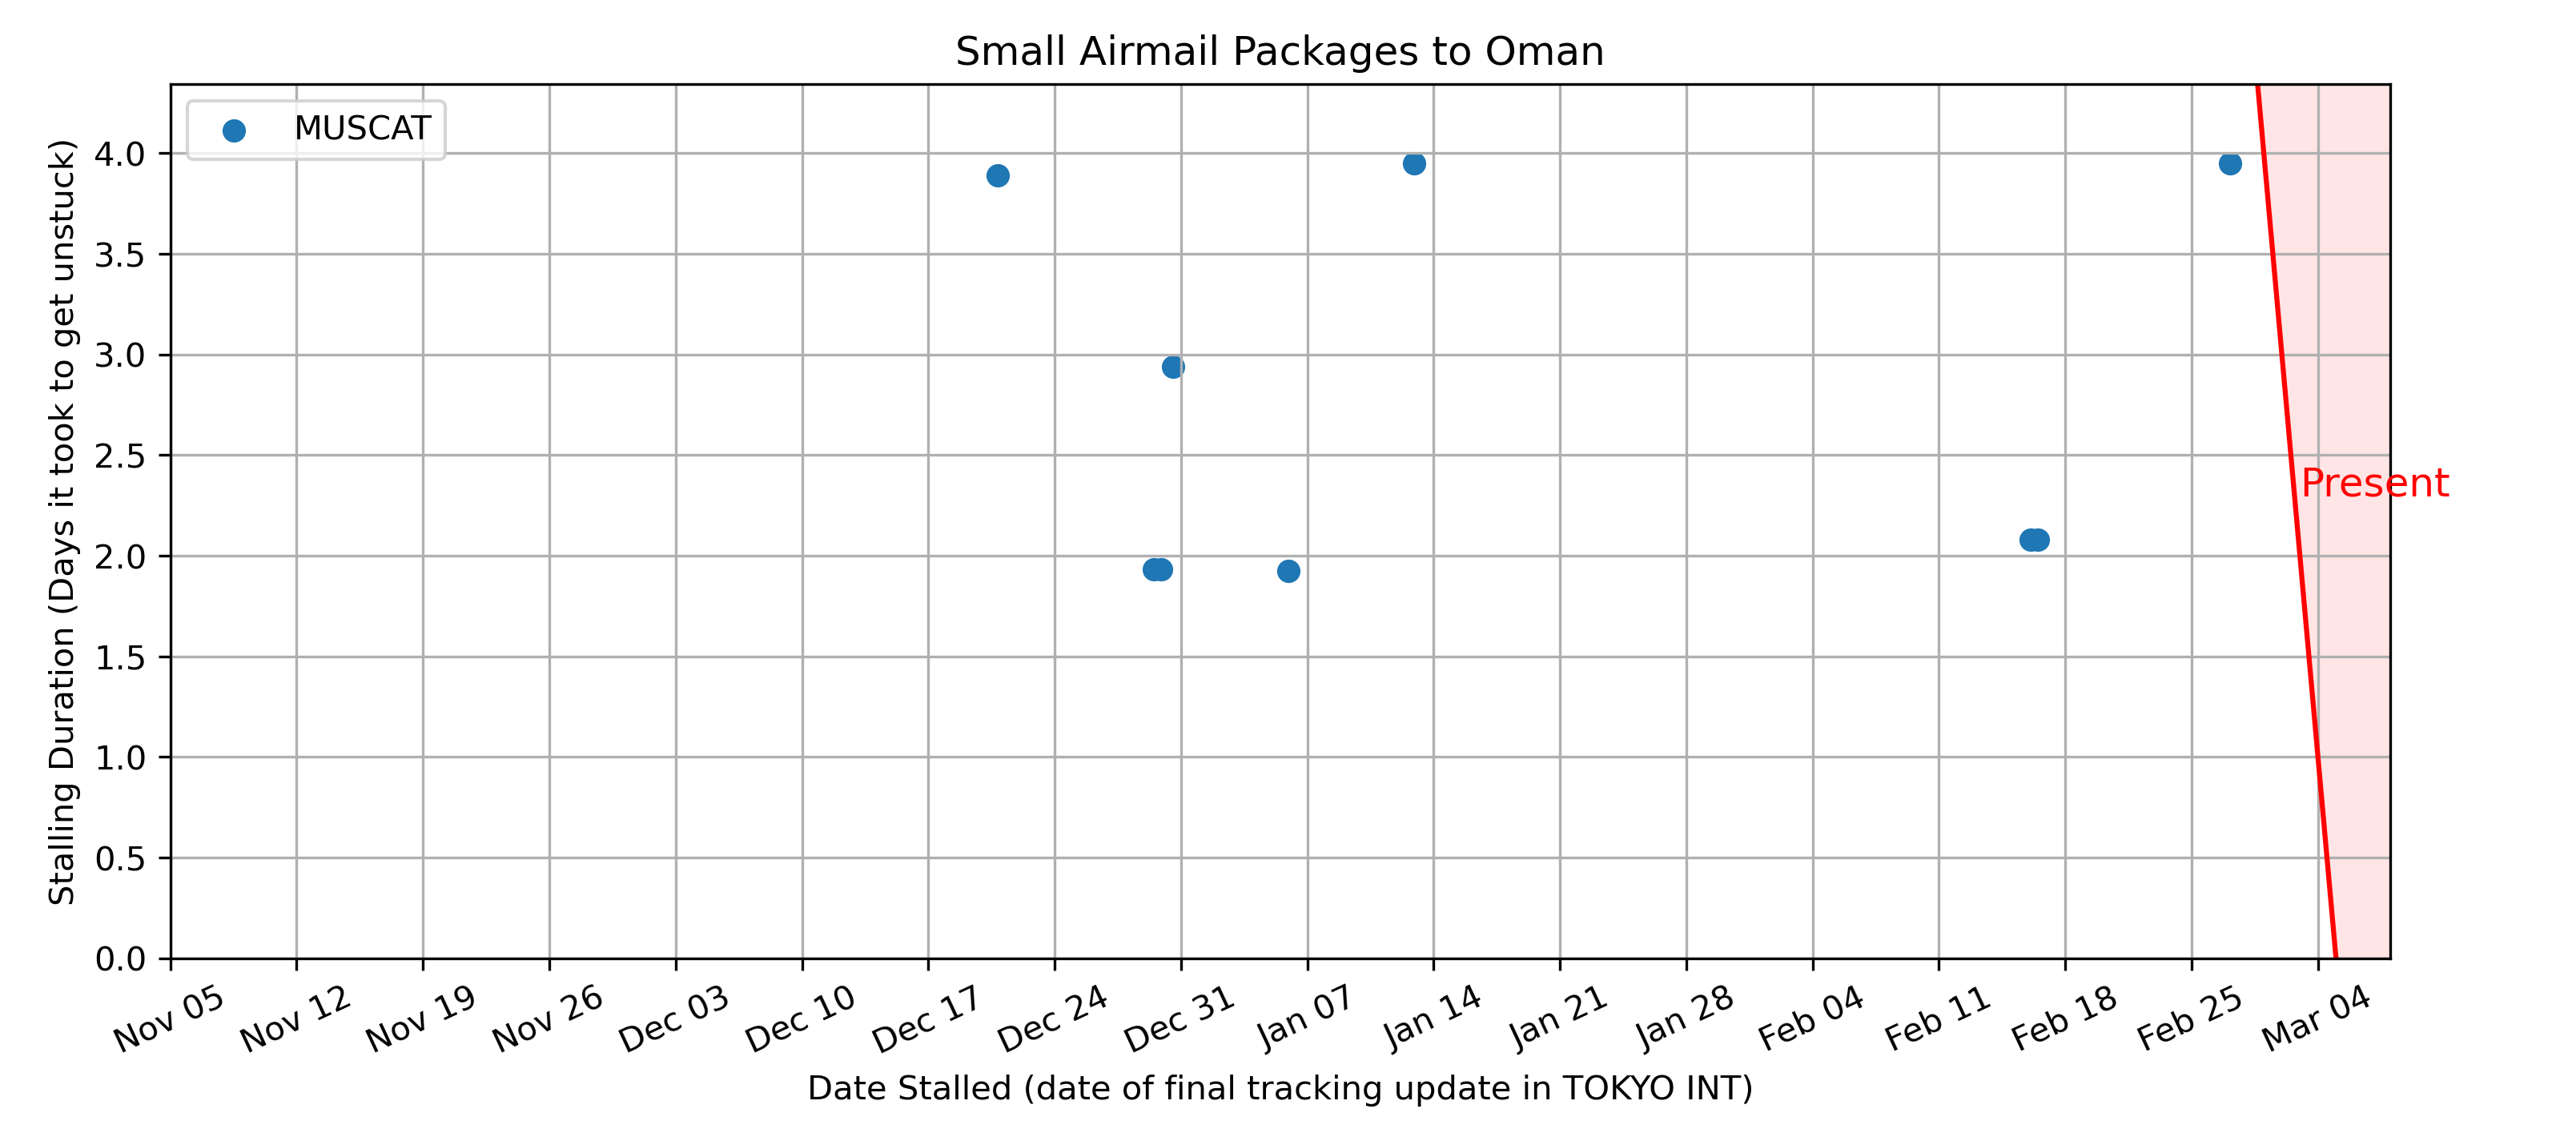 Small Airmail Packages to Oman
MUSCAT
Stalling Duration (Days it took to get unstuck)
4.0
3.5
3.0
2.5
2.0
1.5
1.0
0.5
0.0
Present
Nov 05 Nov 12 Nov 19 Nov 26 Dec 03 Dec 10 Dec 17 Dec 24 Dec 31 Jan 07 Jan 14 Jan 21 Jan 28 Feb 04 Feb 11 Feb 18 Feb 25 Mar 04
Date Stalled (date of final tracking update in TOKYO INT)